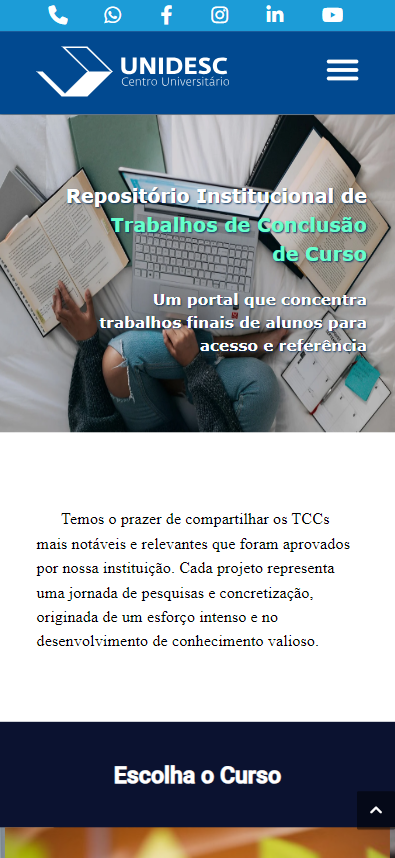 UNIDESC
Centro Universitário
Repositório Institucional de
Trabalhos de Conclusão
de Curso
Um portal que concentra
trabalhos finais de alunos para
acesso e referência
Temos o prazer de compartilhar os TCCs
mais notáveis e relevantes que foram aprovados
por nossa instituição. Cada projeto representa
uma jornada de pesquisas e concretização,
originada de um esforço intenso e no
desenvolvimento de conhecimento valioso.
Escolha o Curso